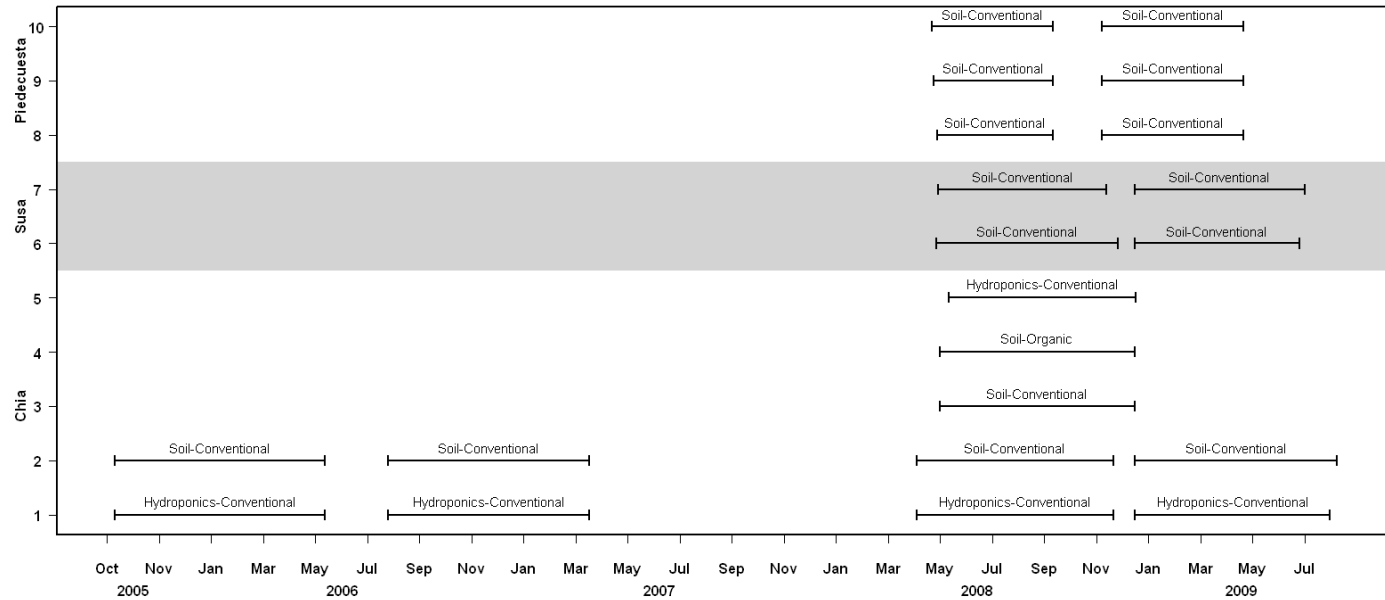 10 Soil-Conventional Soil-Conventional
Piedecuesta
9 Soil-Conventional Soil-Conventional
8 Soil-Conventional Soil-Conventional
7 Soil-Conventional Soil-Conventional
Susa
6 Soil-Conventional Soil-Conventional
5 Hydroponics-Conventional
4 Soil-Organic
Chia
3 Soil-Conventional
2 Soil-Conventional Soil-Conventional Soil-Conventional Soil-Conventional
1 Hydroponics-Conventional Hydroponics-Conventional Hydroponics-Conventional Hydroponics-Conventional
Oct Nov Jan Mar May Jul Sep Nov Jan Mar May Jul Sep Nov Jan Mar May Jul Sep Nov Jan Mar May Jul
2005 2006 2007 2008 2009